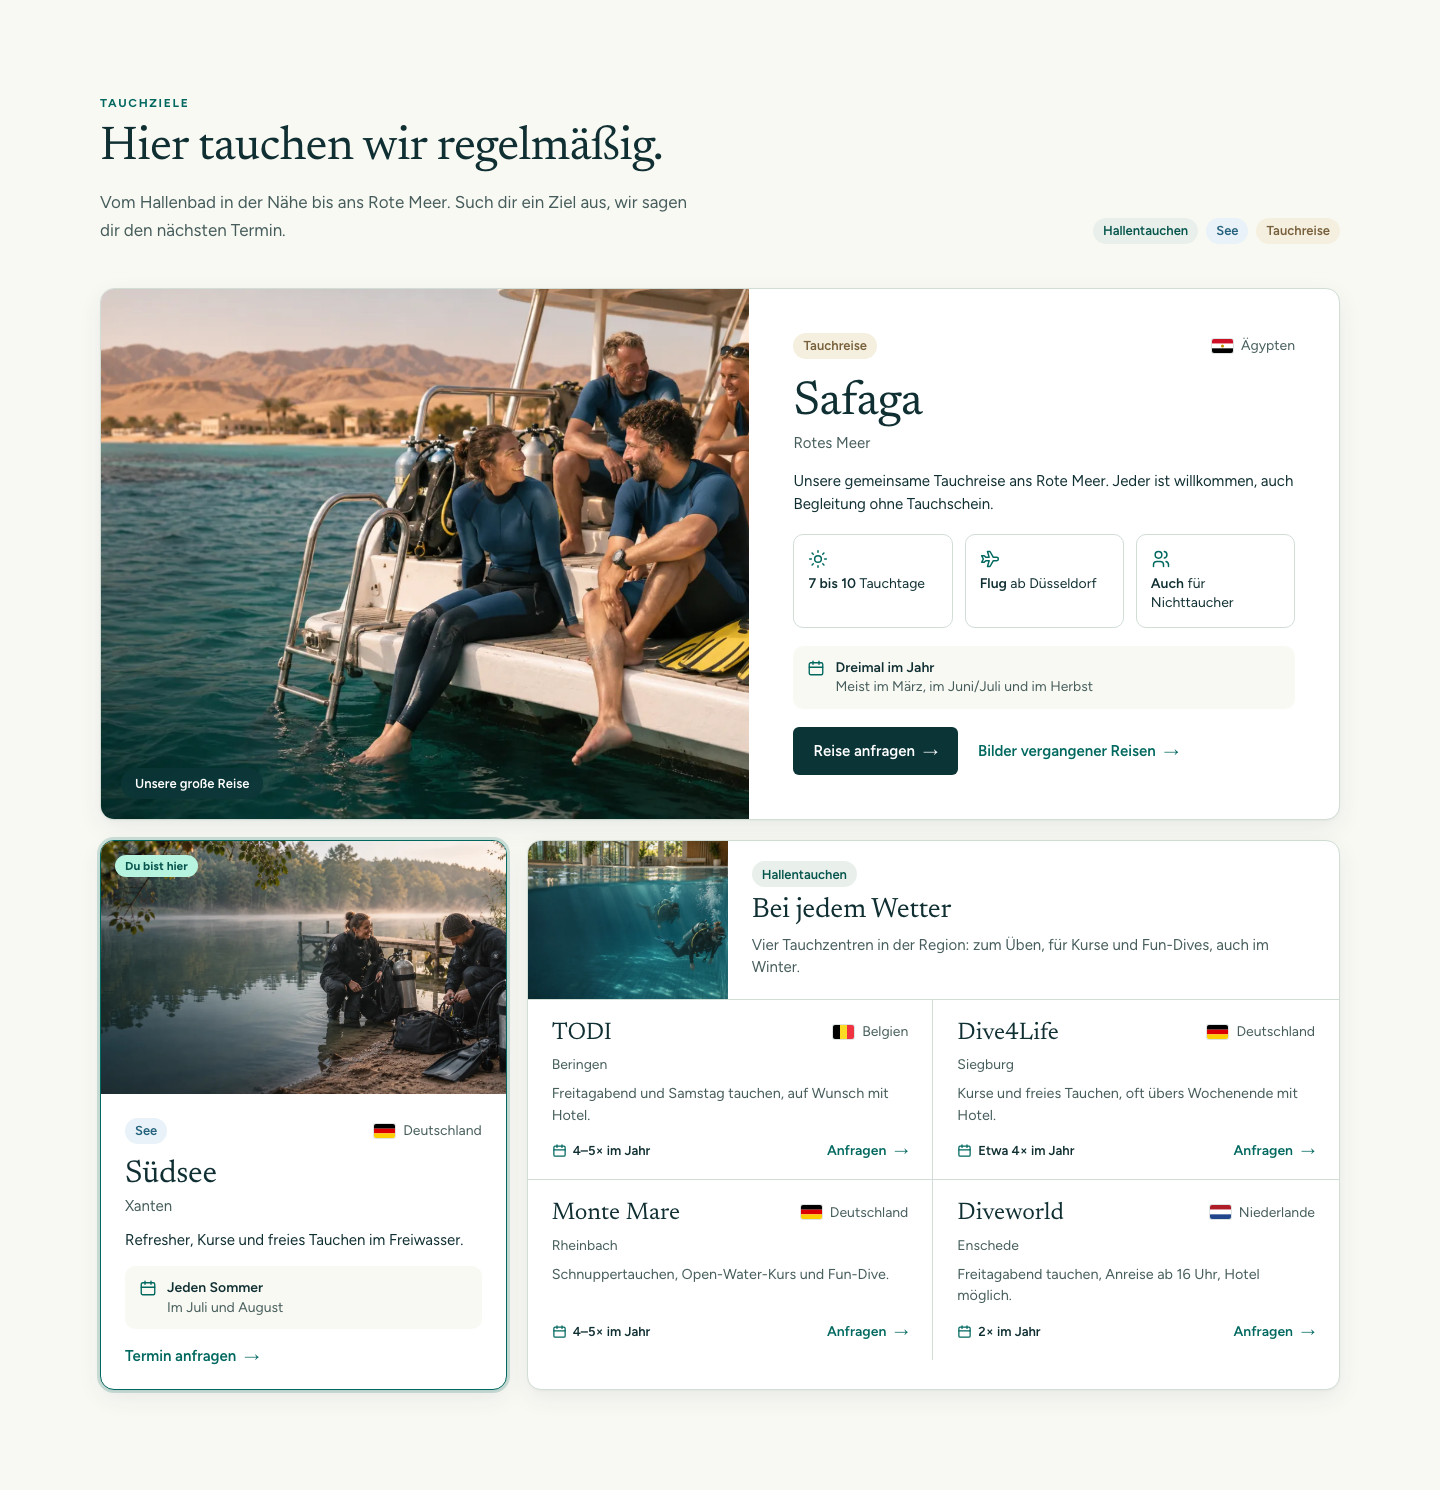 TAUCHZIELE
Hier tauchen wir regelmäßig.
Vom Hallenbad in der Nähe bis ans Rote Meer. Such dir ein Ziel aus, wir sagen
dir den nächsten Termin.
Hallentauchen
See
Tauchreise
Unsere große Reise
Tauchreise
Ägypten
Safaga
Rotes Meer
Unsere gemeinsame Tauchreise ans Rote Meer. Jeder ist willkommen, auch
Begleitung ohne Tauchschein.
7 bis 10 Tauchtage
Flug ab Düsseldorf
Auch für
Nichttaucher
Dreimal im Jahr
Meist im März, im Juni/Juli und im Herbst
Reise anfragen →
Bilder vergangener Reisen →
Du bist hier
See
Deutschland
Südsee
Xanten
Refresher, Kurse und freies Tauchen im Freiwasser.
Jeden Sommer
Im Juli und August
Termin anfragen →
Hallentauchen
Bei jedem Wetter
Vier Tauchzentren in der Region: zum Üben, für Kurse und Fun-Dives, auch im
Winter.
TODI
Belgien
Beringen
Freitagabend und Samstag tauchen, auf Wunsch mit
Hotel.
4–5× im Jahr
Anfragen →
Dive4Life
Deutschland
Siegburg
Kurse und freies Tauchen, oft übers Wochenende mit
Hotel.
Etwa 4× im Jahr
Anfragen →
Monte Mare
Deutschland
Rheinbach
Schnuppertauchen, Open-Water-Kurs und Fun-Dive.
4–5× im Jahr
Anfragen →
Diveworld
Niederlande
Enschede
Freitagabend tauchen, Anreise ab 16 Uhr, Hotel
möglich.
2× im Jahr
Anfragen →